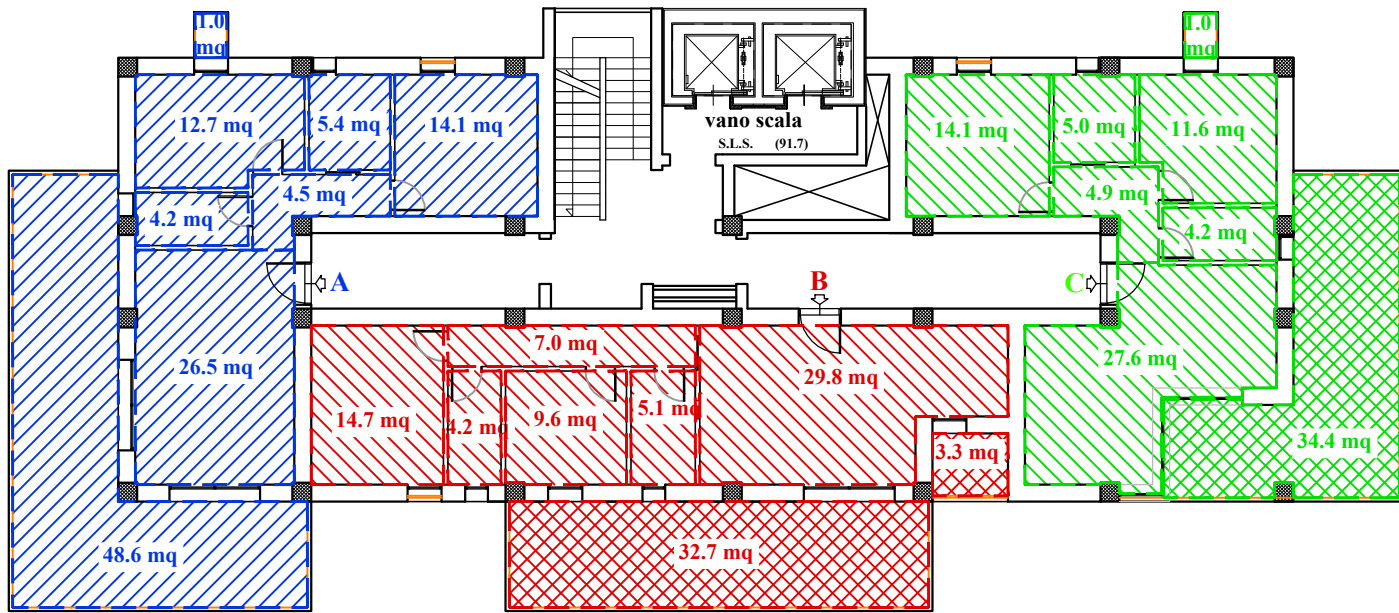 1.0
mq
1.0
mq
vano scala
S.L.S. (91.7)
12.7 mq
5.4 mq
14.1 mq
14.1 mq
5.0 mq
11.6 mq
4.5 mq
4.9 mq
4.2 mq
4.2 mq
A
B
C
7.0 mq
26.5 mq
29.8 mq
27.6 mq
14.7 mq
4.2 mq
9.6 mq
5.1 mq
3.3 mq
34.4 mq
48.6 mq
32.7 mq